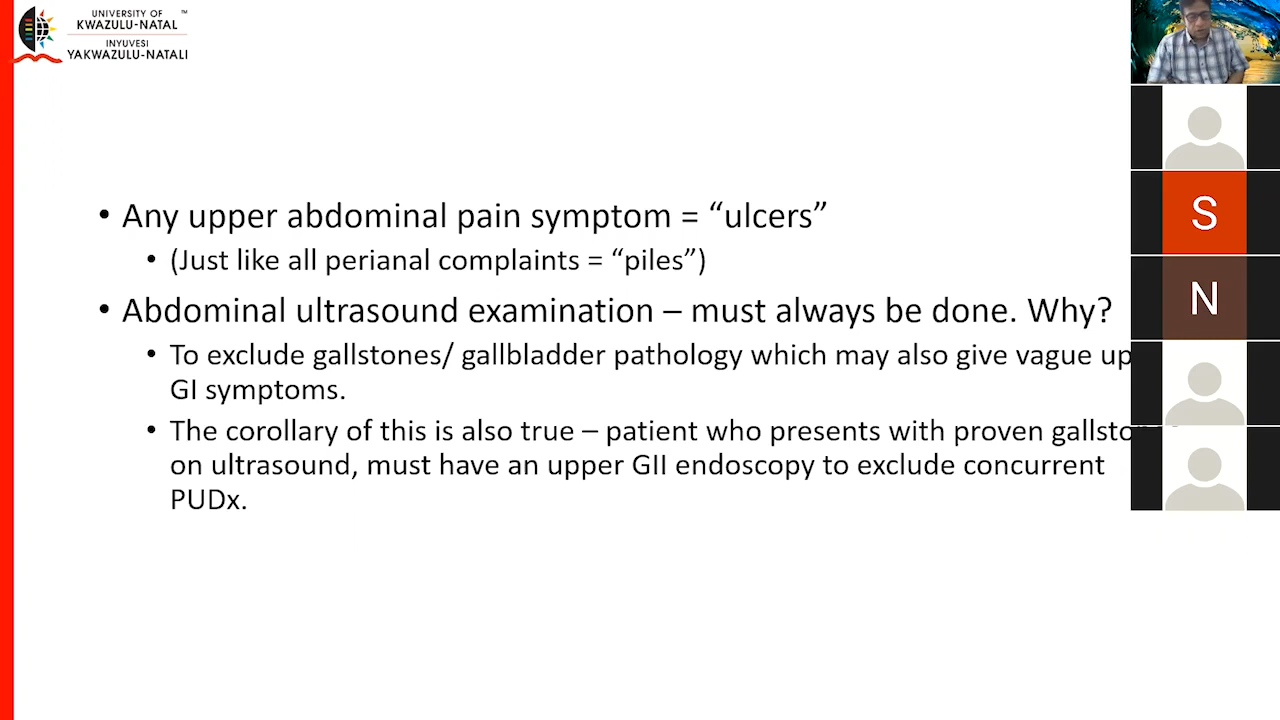 UNIVERSITY OF ™
KWAZULU-NATAL
INYUVESI
YAKWAZULU-NATALI
• Any upper abdominal pain symptom = “ulcers”
• (Just like all perianal complaints = “piles”)
• Abdominal ultrasound examination – must always be done. Why?
• To exclude gallstones/ gallbladder pathology which may also give vague up
GI symptoms.
• The corollary of this is also true – patient who presents with proven
on ultrasound, must have an upper GII endoscopy to exclude concurrent
PUDx.
S
N